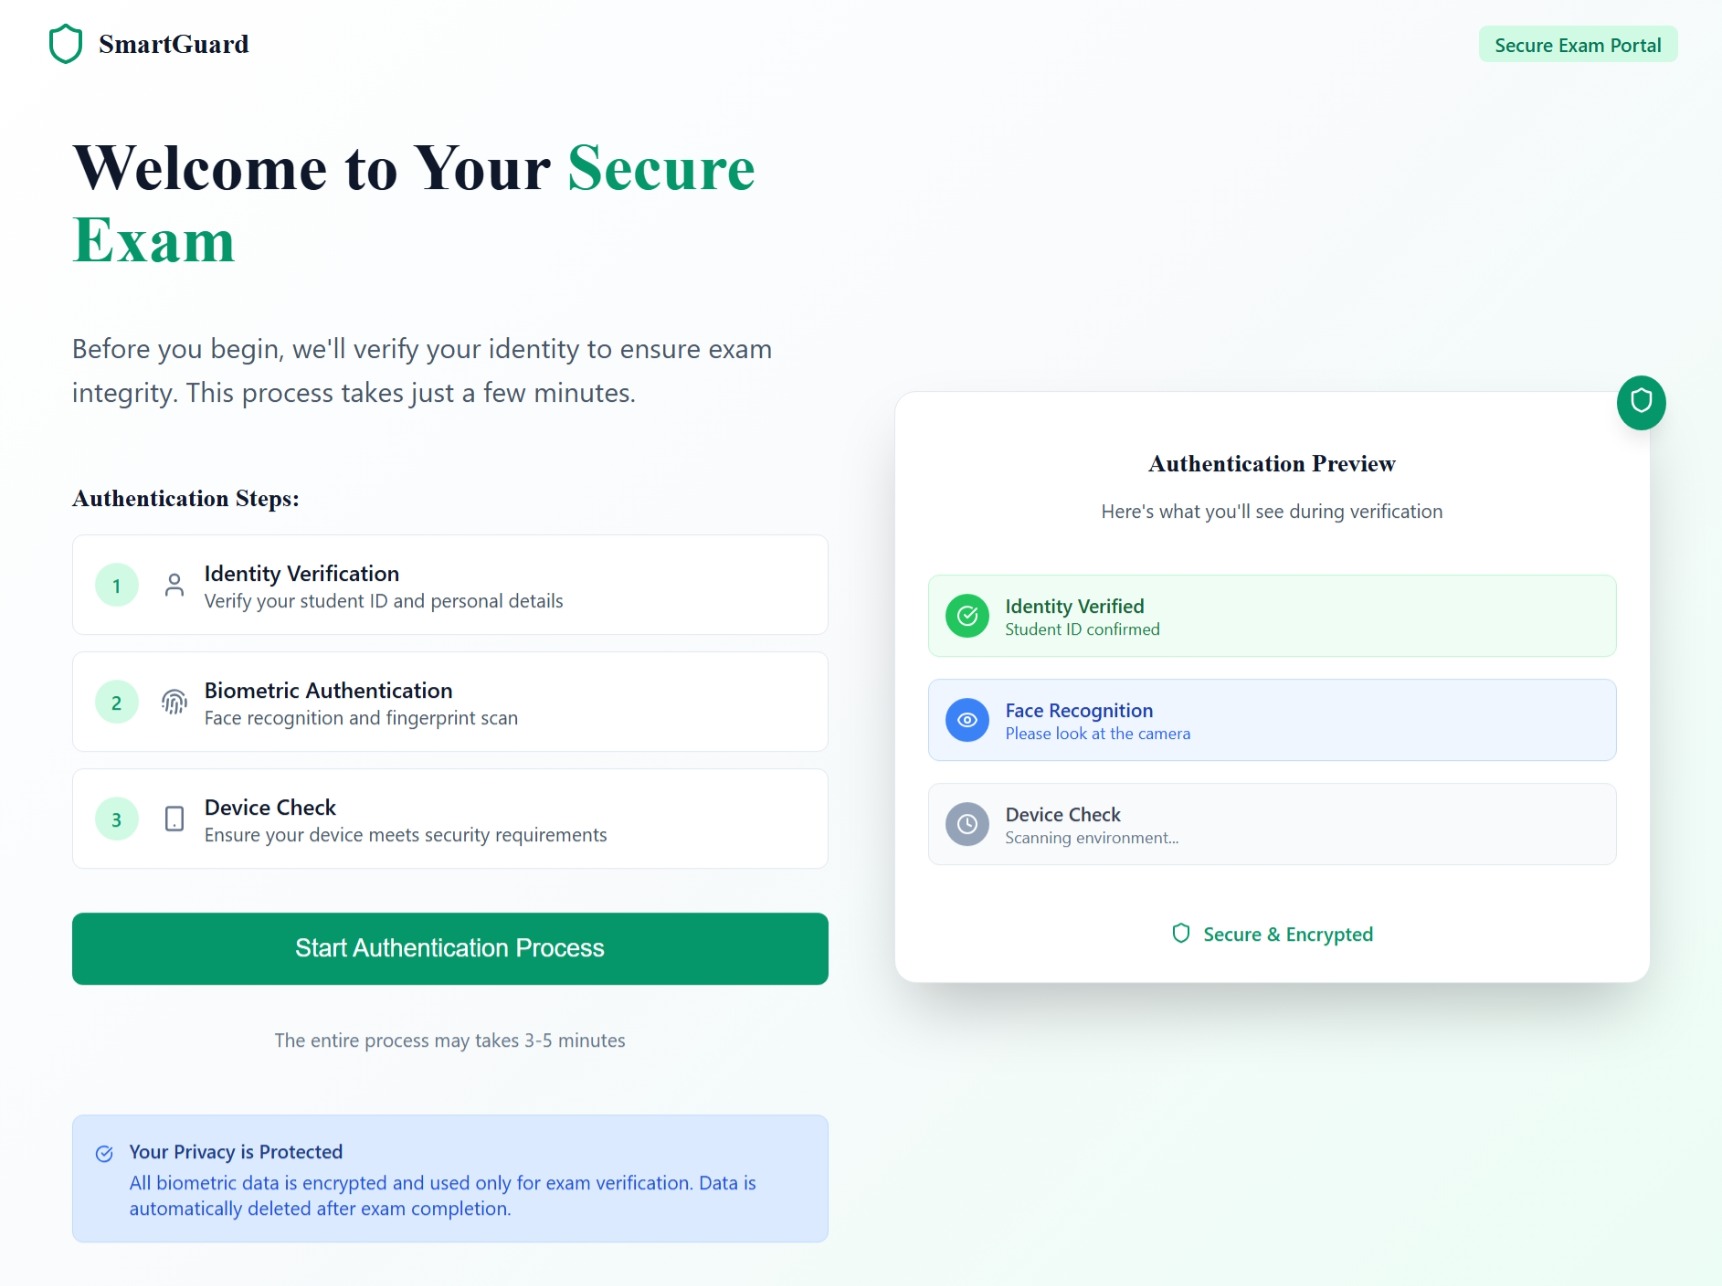 SmartGuard
Secure Exam Portal
Welcome to Your Secure
Exam
Before you begin, we'll verify your identity to ensure exam
integrity. This process takes just a few minutes.
Authentication Steps:
1
Identity Verification
Verify your student ID and personal details
2
Biometric Authentication
Face recognition and fingerprint scan
3
Device Check
Ensure your device meets security requirements
Start Authentication Process
The entire process may takes 3-5 minutes
Your Privacy is Protected
All biometric data is encrypted and used only for exam verification. Data is
automatically deleted after exam completion.
Authentication Preview
Here's what you'll see during verification
Identity Verified
Student ID confirmed
Face Recognition
Please look at the camera
Device Check
Scanning environment...
Secure & Encrypted